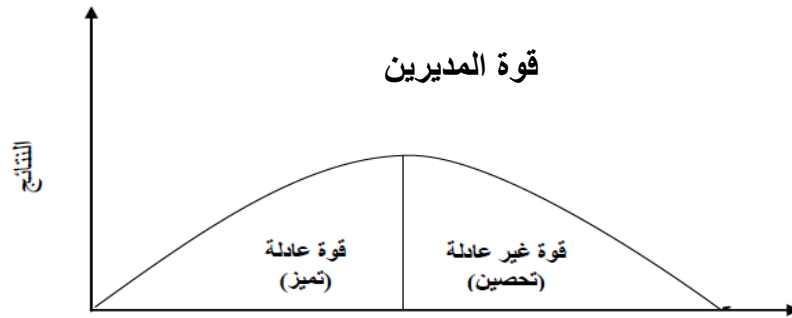 قوة المديرين
النتائج
قوة عادلة
(تميز)
قوة غير عادلة
(تحصين)